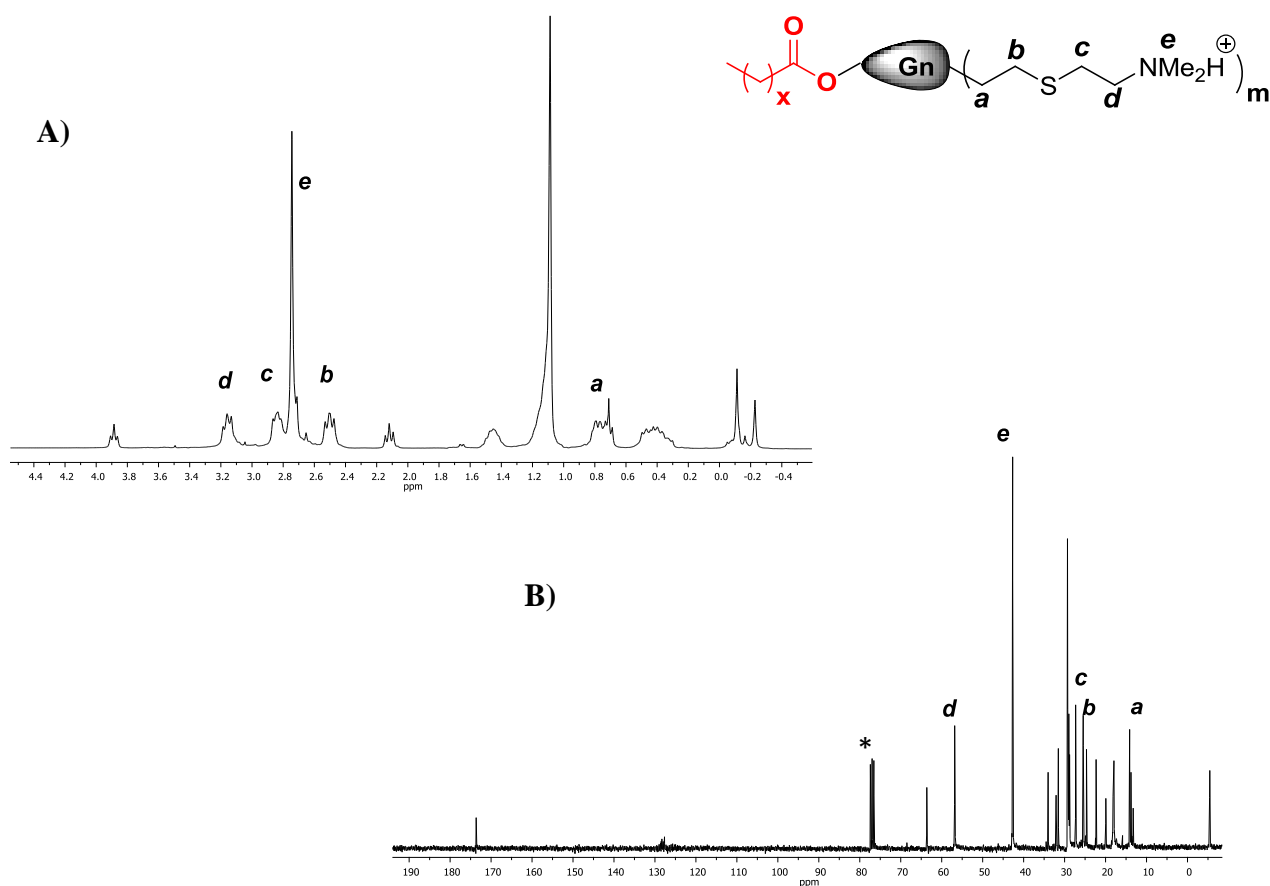 O
b c e ⊕
Gn ( S NMe2H )m
( )x O a d
A)
e
d c b a
4.4 4.2 4.0 3.8 3.6 3.4 3.2 3.0 2.8 2.6 2.4 2.2 2.0 1.8 1.6 1.4 1.2 1.0 0.8 0.6 0.4 0.2 0.0 -0.2 -0.4
ppm
e
B)
c
d b a
*
190 180 170 160 150 140 130 120 110 100 90 80 70 60 50 40 30 20 10 0
ppm